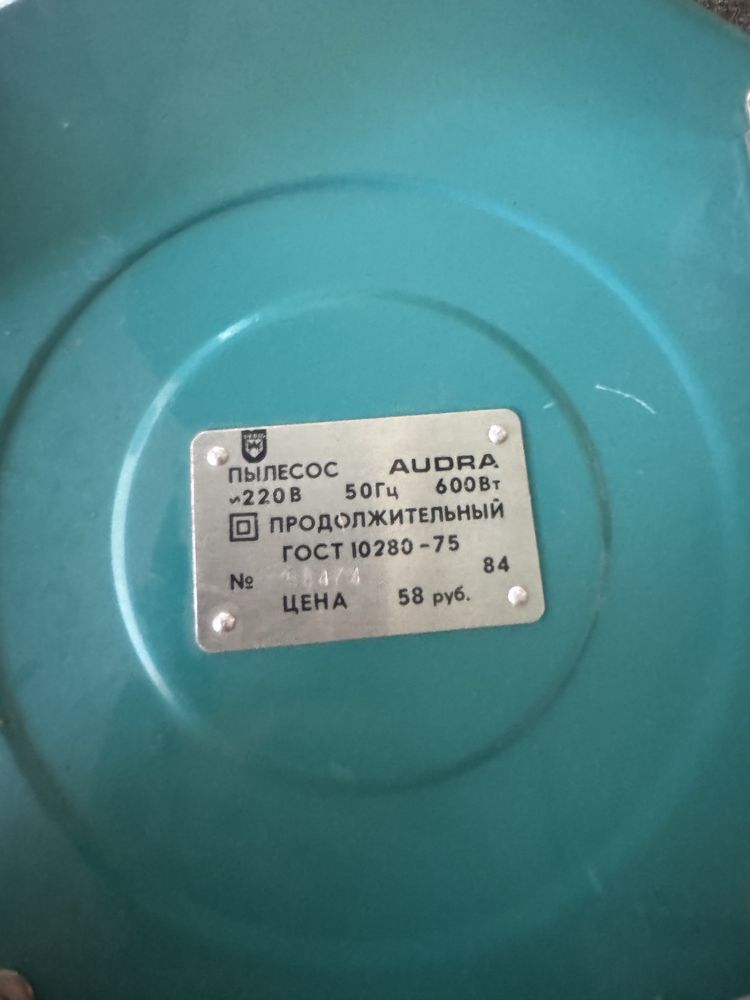 ПЫЛЕСОС AUDRA
~220В 50Гц 600Вт
ПРОДОЛЖИТЕЛЬНЫЙ
ГОСТ 10280-75
№ 84
ЦЕНА 58 руб.